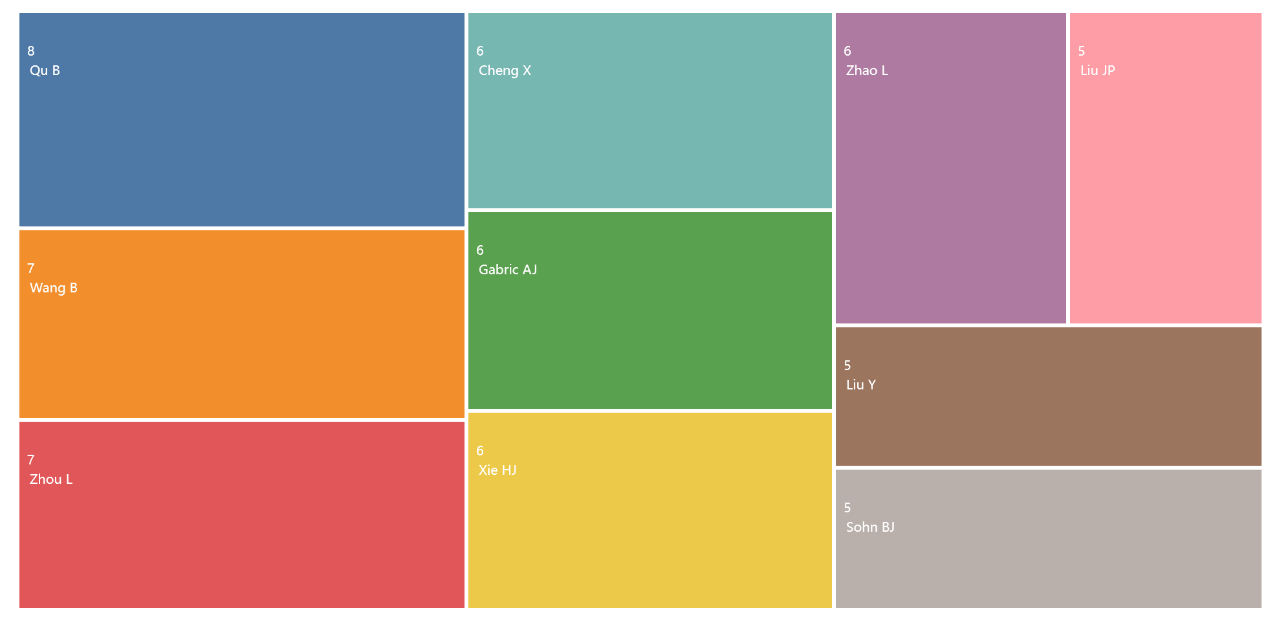 8
Qu B
7
Wang B
7
Zhou L
6
Cheng X
6
Gabric AJ
6
Xie HJ
6
Zhao L
5
Liu JP
5
Liu Y
5
Sohn BJ